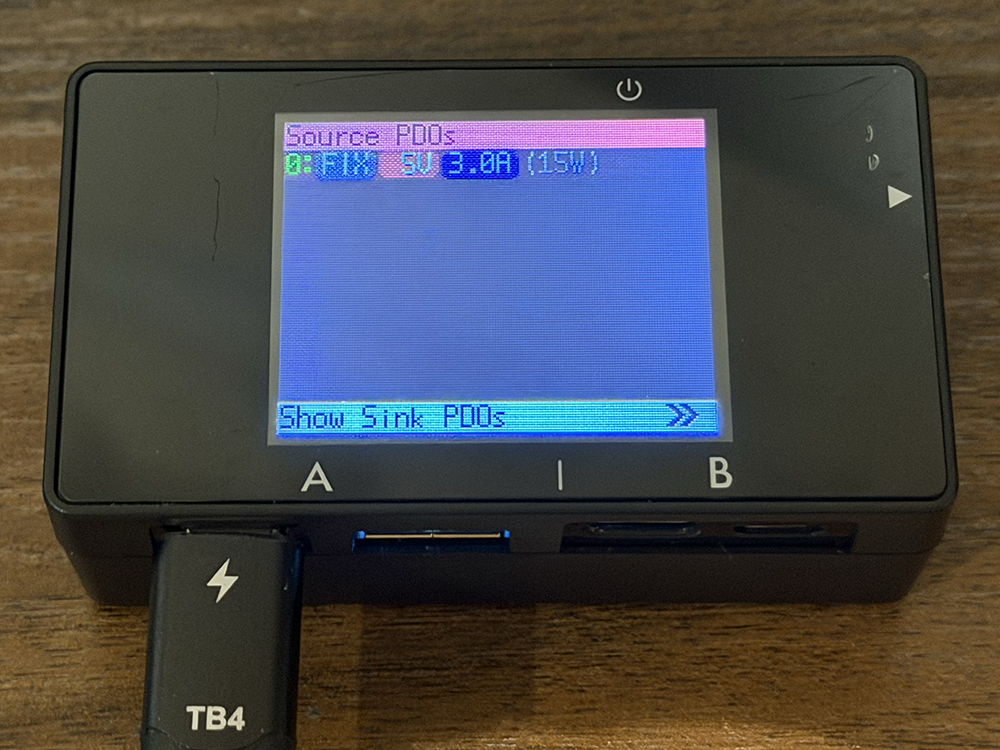 Source PDOs
0: FIX 5V 3.0A (15W)
Show Sink PDOs »
A | B
TB4